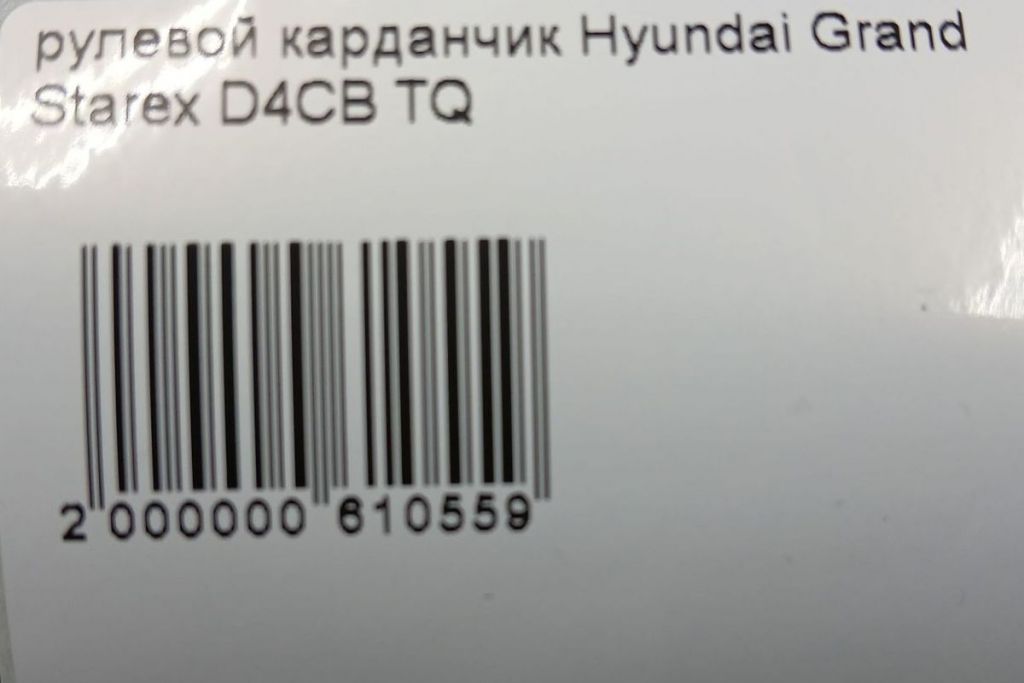 рулевой карданчик Hyundai Grand
Starex D4CB TQ
2 000000 610559